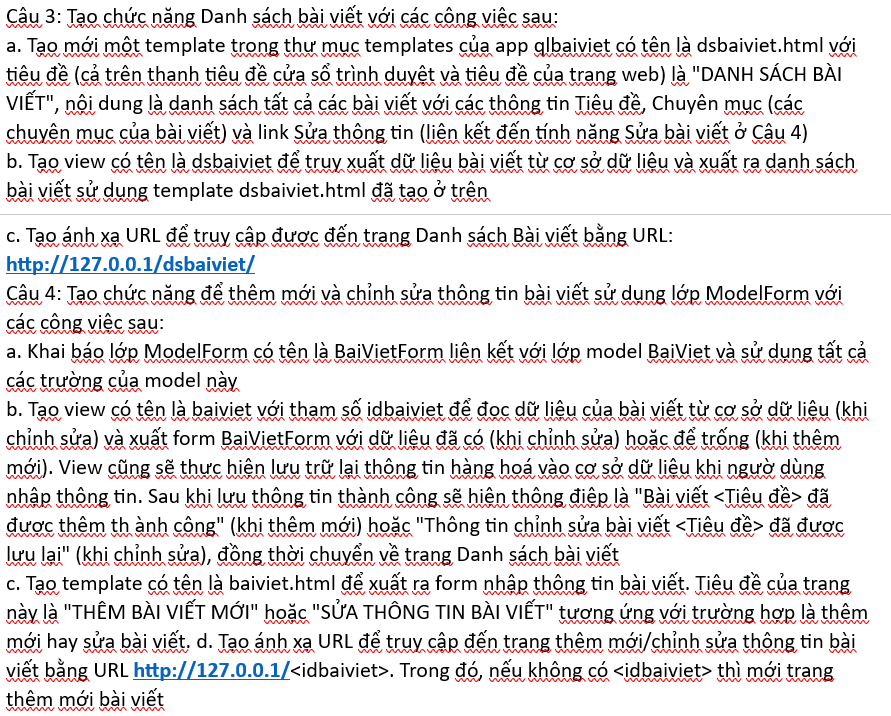 Câu 3: Tạo chức năng Danh sách bài viết với các công việc sau:
a. Tạo mới một template trong thư mục templates của app qlbaiviet có tên là dsbaiviet.html với
tiêu đề (cả trên thanh tiêu đề cửa sổ trình duyệt và tiêu đề của trang web) là "DANH SÁCH BÀI
VIẾT", nội dung là danh sách tất cả các bài viết với các thông tin Tiêu đề, Chuyên mục (các
chuyên mục của bài viết) và link Sửa thông tin (liên kết đến tính năng Sửa bài viết ở Câu 4)
b. Tạo view có tên là dsbaiviet để truy xuất dữ liệu bài viết từ cơ sở dữ liệu và xuất ra danh sách
bài viết sử dụng template dsbaiviet.html đã tạo ở trên
c. Tạo ánh xạ URL để truy cập được đến trang Danh sách Bài viết bằng URL:
http://127.0.0.1/dsbaiviet/
Câu 4: Tạo chức năng để thêm mới và chỉnh sửa thông tin bài viết sử dụng lớp ModelForm với
các công việc sau:
a. Khai báo lớp ModelForm có tên là BaiVietForm liên kết với lớp model BaiViet và sử dụng tất cả
các trường của model này
b. Tạo view có tên là baiviet với tham số idbaiviet để đọc dữ liệu của bài viết từ cơ sở dữ liệu (khi
chỉnh sửa) và xuất form BaiVietForm với dữ liệu đã có (khi chỉnh sửa) hoặc để trống (khi thêm
mới). View cũng sẽ thực hiện lưu trữ lại thông tin hàng hoá vào cơ sở dữ liệu khi ngườ dùng
nhập thông tin. Sau khi lưu thông tin thành công sẽ hiện thông điệp là "Bài viết <Tiêu đề> đã
được thêm th ành công" (khi thêm mới) hoặc "Thông tin chỉnh sửa bài viết <Tiêu đề> đã được
lưu lại" (khi chỉnh sửa), đồng thời chuyển về trang Danh sách bài viết
c. Tạo template có tên là baiviet.html để xuất ra form nhập thông tin bài viết. Tiêu đề của trang
này là "THÊM BÀI VIẾT MỚI" hoặc "SỬA THÔNG TIN BÀI VIẾT" tương ứng với trường hợp là thêm
mới hay sửa bài viết. d. Tạo ánh xạ URL để truy cập đến trang thêm mới/chỉnh sửa thông tin bài
viết bằng URL http://127.0.0.1/<idbaiviet>. Trong đó, nếu không có <idbaiviet> thì mới trang
thêm mới bài viết